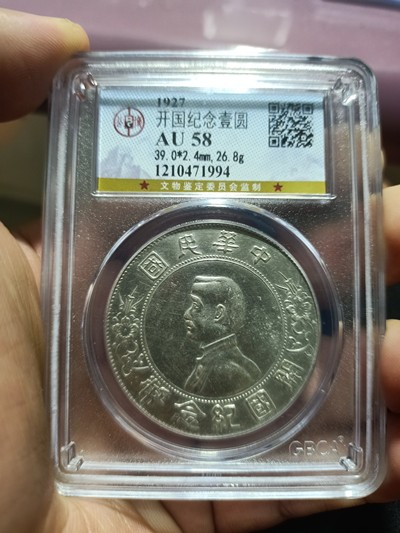 1927
开国纪念壹圆
AU 58
39.0*2.4mm,26.8g
1210471994
★ 文物鉴定委员会监制 ★
國民華中
幣念紀國開
GBCA